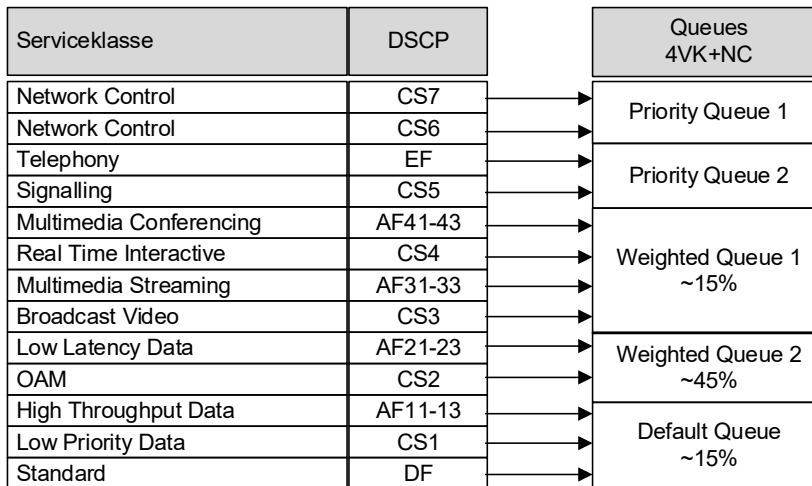 Serviceklasse DSCP Queues
4VK+NC
Network Control CS7
Network Control CS6
Priority Queue 1
Telephony EF
Signalling CS5
Priority Queue 2
Multimedia Conferencing AF41-43
Real Time Interactive CS4
Multimedia Streaming AF31-33
Broadcast Video CS3
Weighted Queue 1
~15%
Low Latency Data AF21-23
OAM CS2
Weighted Queue 2
~45%
High Throughput Data AF11-13
Low Priority Data CS1
Standard DF
Default Queue
~15%